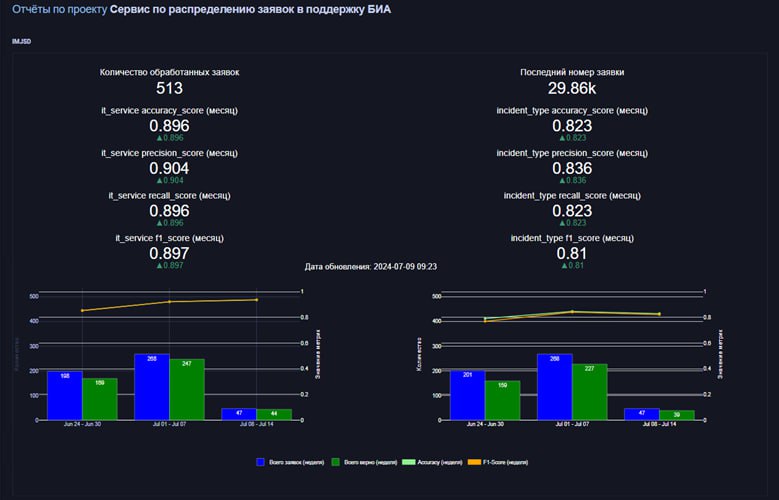 Отчёты по проекту Сервис по распределению заявок в поддержку БИА
IMJSD
Количество обработанных заявок
513
it_service accuracy_score (месяц)
0.896
▲0.896
it_service precision_score (месяц)
0.904
▲0.904
it_service recall_score (месяц)
0.896
▲0.896
it_service f1_score (месяц)
0.897
▲0.897
Последний номер заявки
29.86k
incident_type accuracy_score (месяц)
0.823
▲0.823
incident_type precision_score (месяц)
0.836
▲0.836
incident_type recall_score (месяц)
0.823
▲0.823
incident_type f1_score (месяц)
0.81
▲0.81
Дата обновления: 2024-07-09 09:23
Количество
500
400
300
200
100
0
198
268
247
47
44
1
0.8
0.6
0.4
0.2
0
Значение метрик
Jun 24 - Jun 30
Jul 01 - Jul 07
Jul 08 - Jul 14
Количество
500
400
300
200
100
0
201
159
268
227
47
39
1
0.8
0.6
0.4
0.2
0
Значение метрик
Jun 24 - Jun 30
Jul 01 - Jul 07
Jul 08 - Jul 14
Всего заявок (неделя)
Всего верно (неделя)
Accuracy (неделя)
F1-Score (неделя)